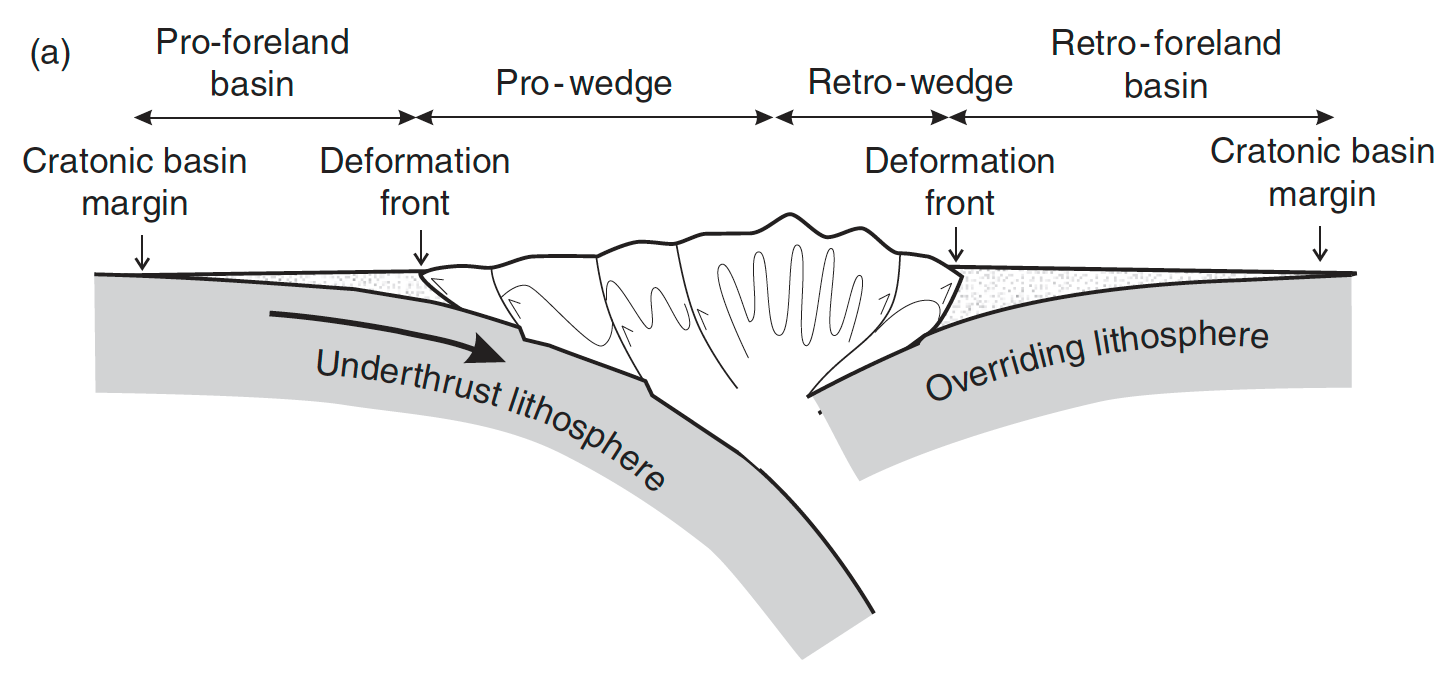 (a)
Pro-foreland
basin
Pro-wedge
Retro-wedge
Retro-foreland
basin
Cratonic basin
margin
Deformation
front
Deformation
front
Cratonic basin
margin
Underthrust lithosphere
Overriding lithosphere